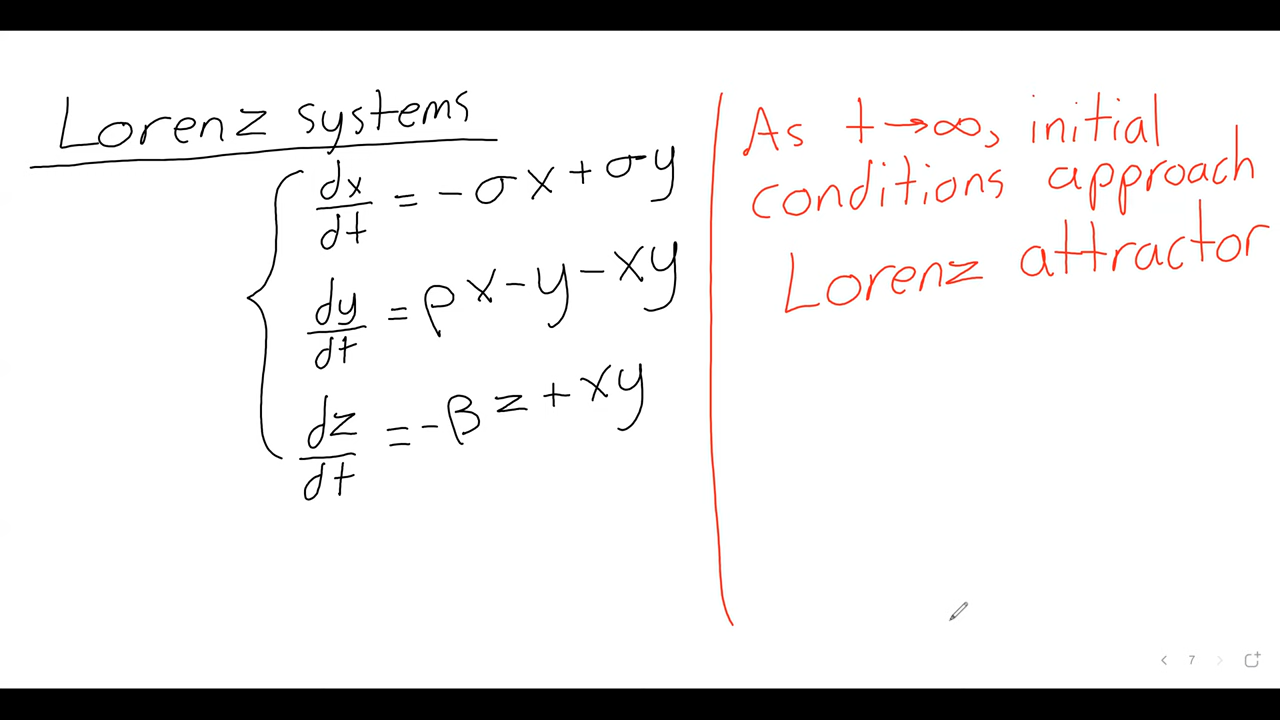 Lorenz systems
dx/dt = -σx + σy
dy/dt = ρx - y - xy
dz/dt = -βz + xy
As t→∞, initial
conditions approach
Lorenz attractor
7